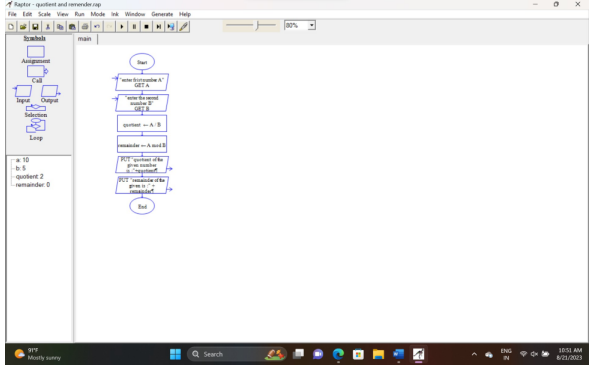 Raptor - quotient and remender.rap
File Edit Scale View Run Mode Ink Window Generate Help
80%
Symbols
main
Assignment
Call
Input Output
Selection
Loop
a: 10
b: 5
quotient: 2
remainder: 0
Start
"enter frist number A"
GET A
"enter the second
number B"
GET B
quotient ← A / B
remainder ← A mod B
PUT "quotient of the
given number
is :"+quotient¶
PUT "remainder of the
given is :" +
remainder¶
End
91°F
Mostly sunny
Search
ENG
IN
10:51 AM
8/21/2023